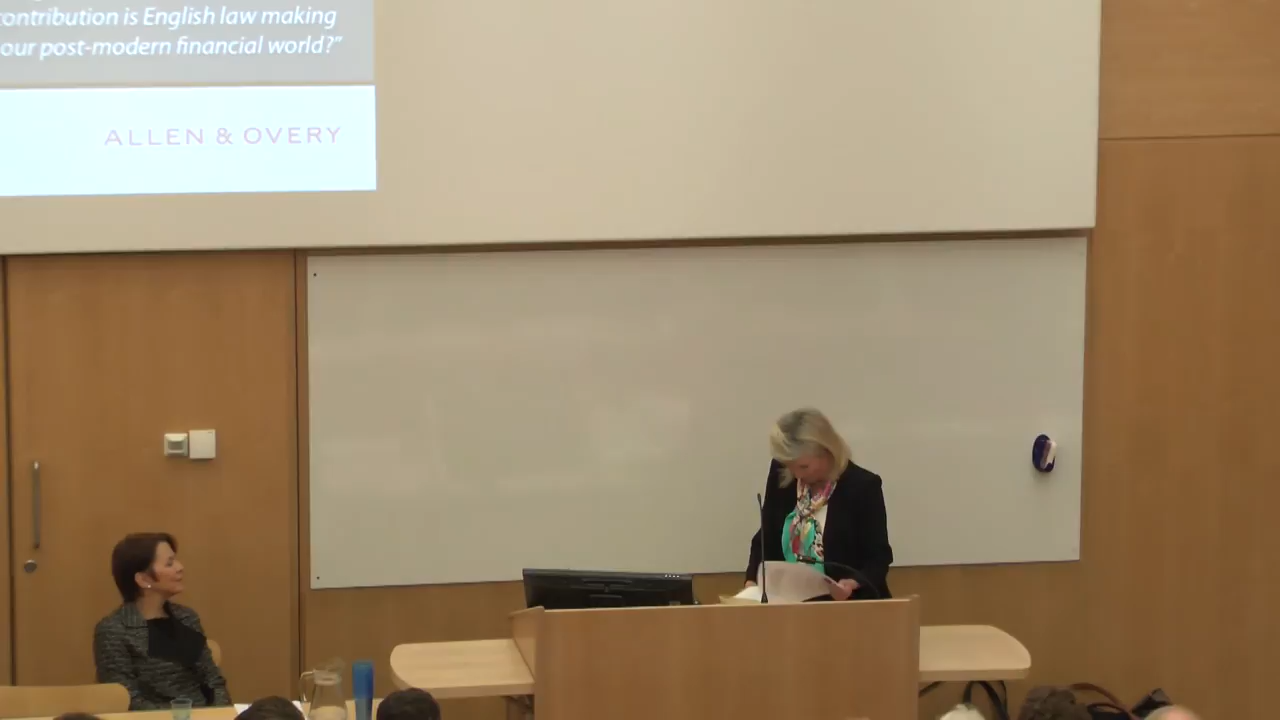 contribution is English law making
our post-modern financial world?”
ALLEN & OVERY